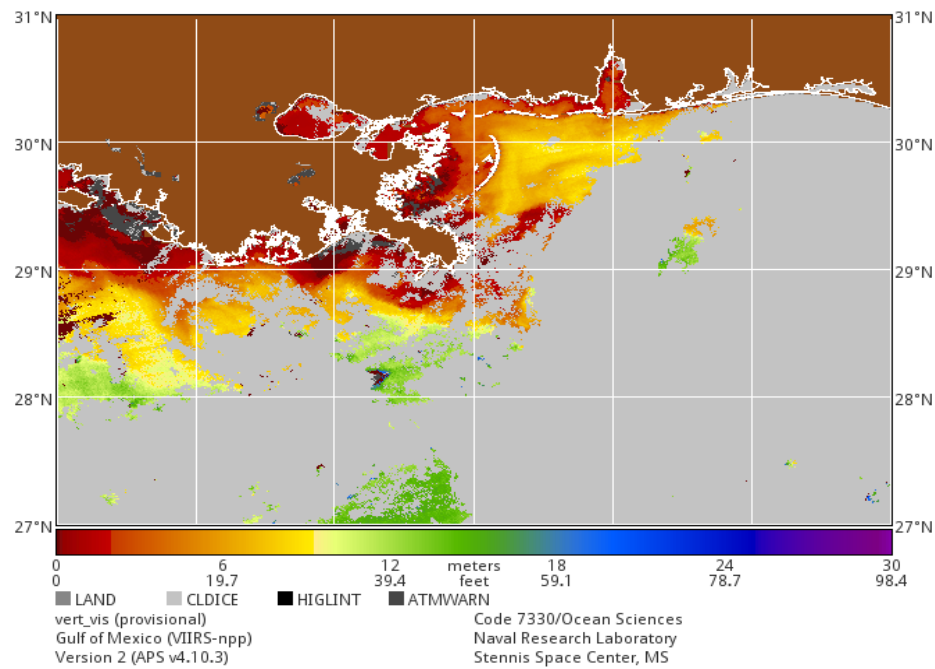 31°N 31°N
30°N 30°N
29°N 29°N
28°N 28°N
27°N 27°N
0 6 12 meters 18 24 30
0 19.7 39.4 feet 59.1 78.7 98.4
LAND CLDICE HIGLINT ATMWARN
vert_vis (provisional) Code 7330/Ocean Sciences
Gulf of Mexico (VIIRS-npp) Naval Research Laboratory
Version 2 (APS v4.10.3) Stennis Space Center, MS